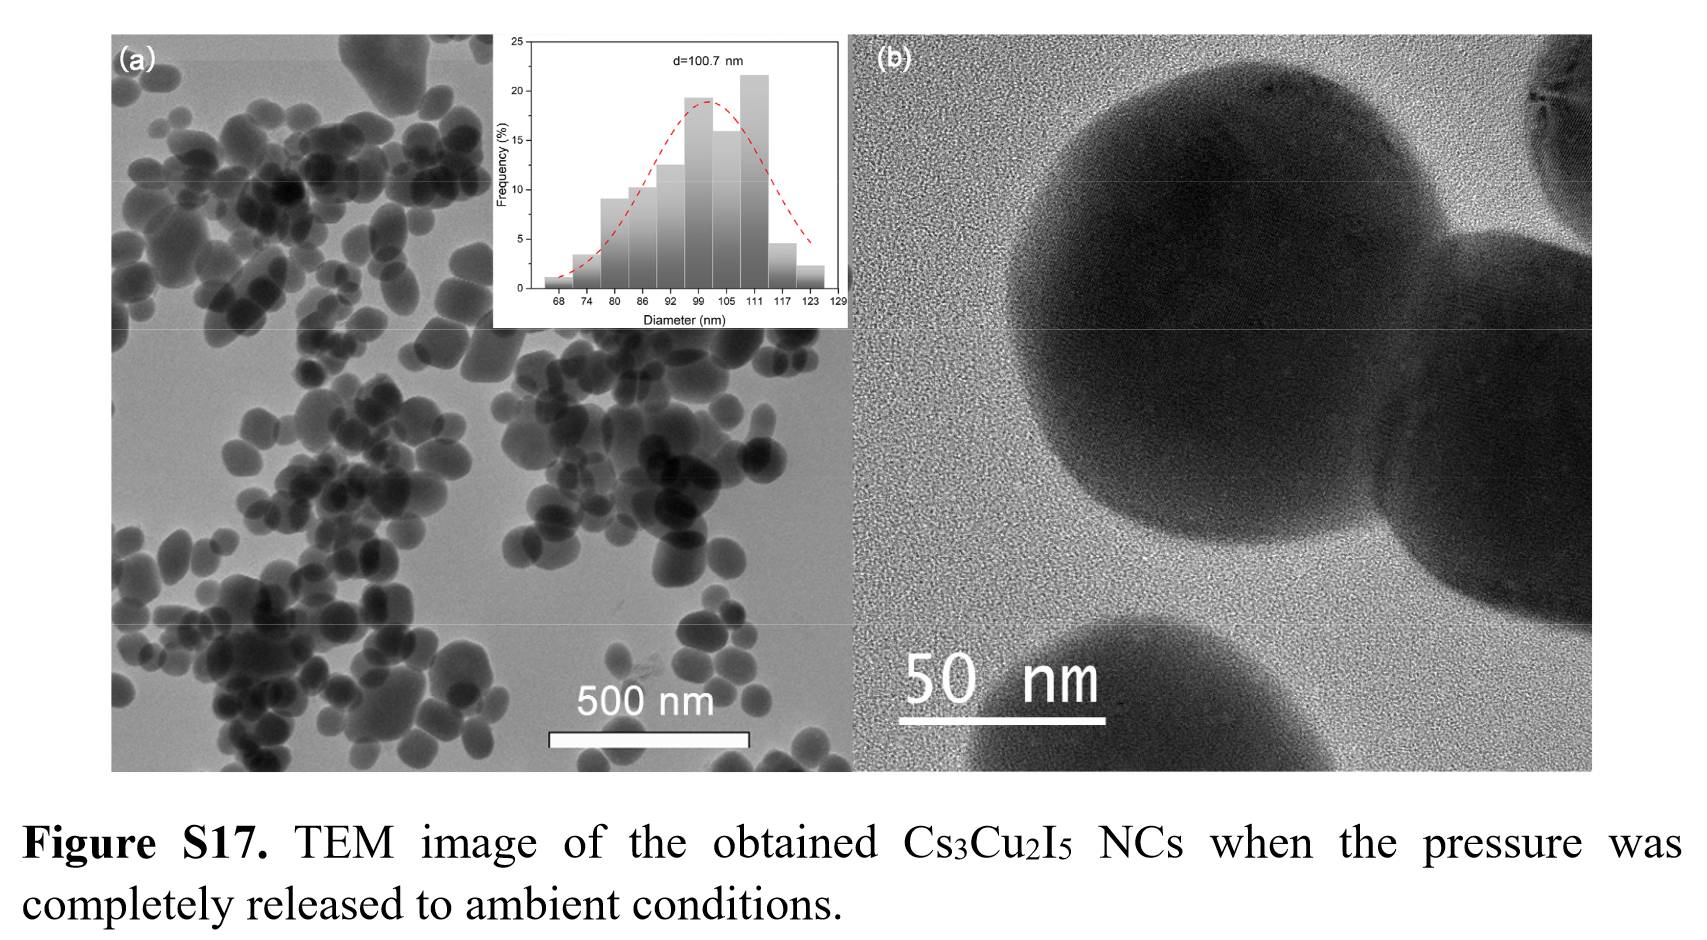 (a)
25
20
15
10
5
0
Frequency (%)
d=100.7 nm
68 74 80 86 92 99 105 111 117 123 129
Diameter (nm)
500 nm
(b)
50 nm
Figure S17. TEM image of the obtained Cs3Cu2I5 NCs when the pressure was
completely released to ambient conditions.